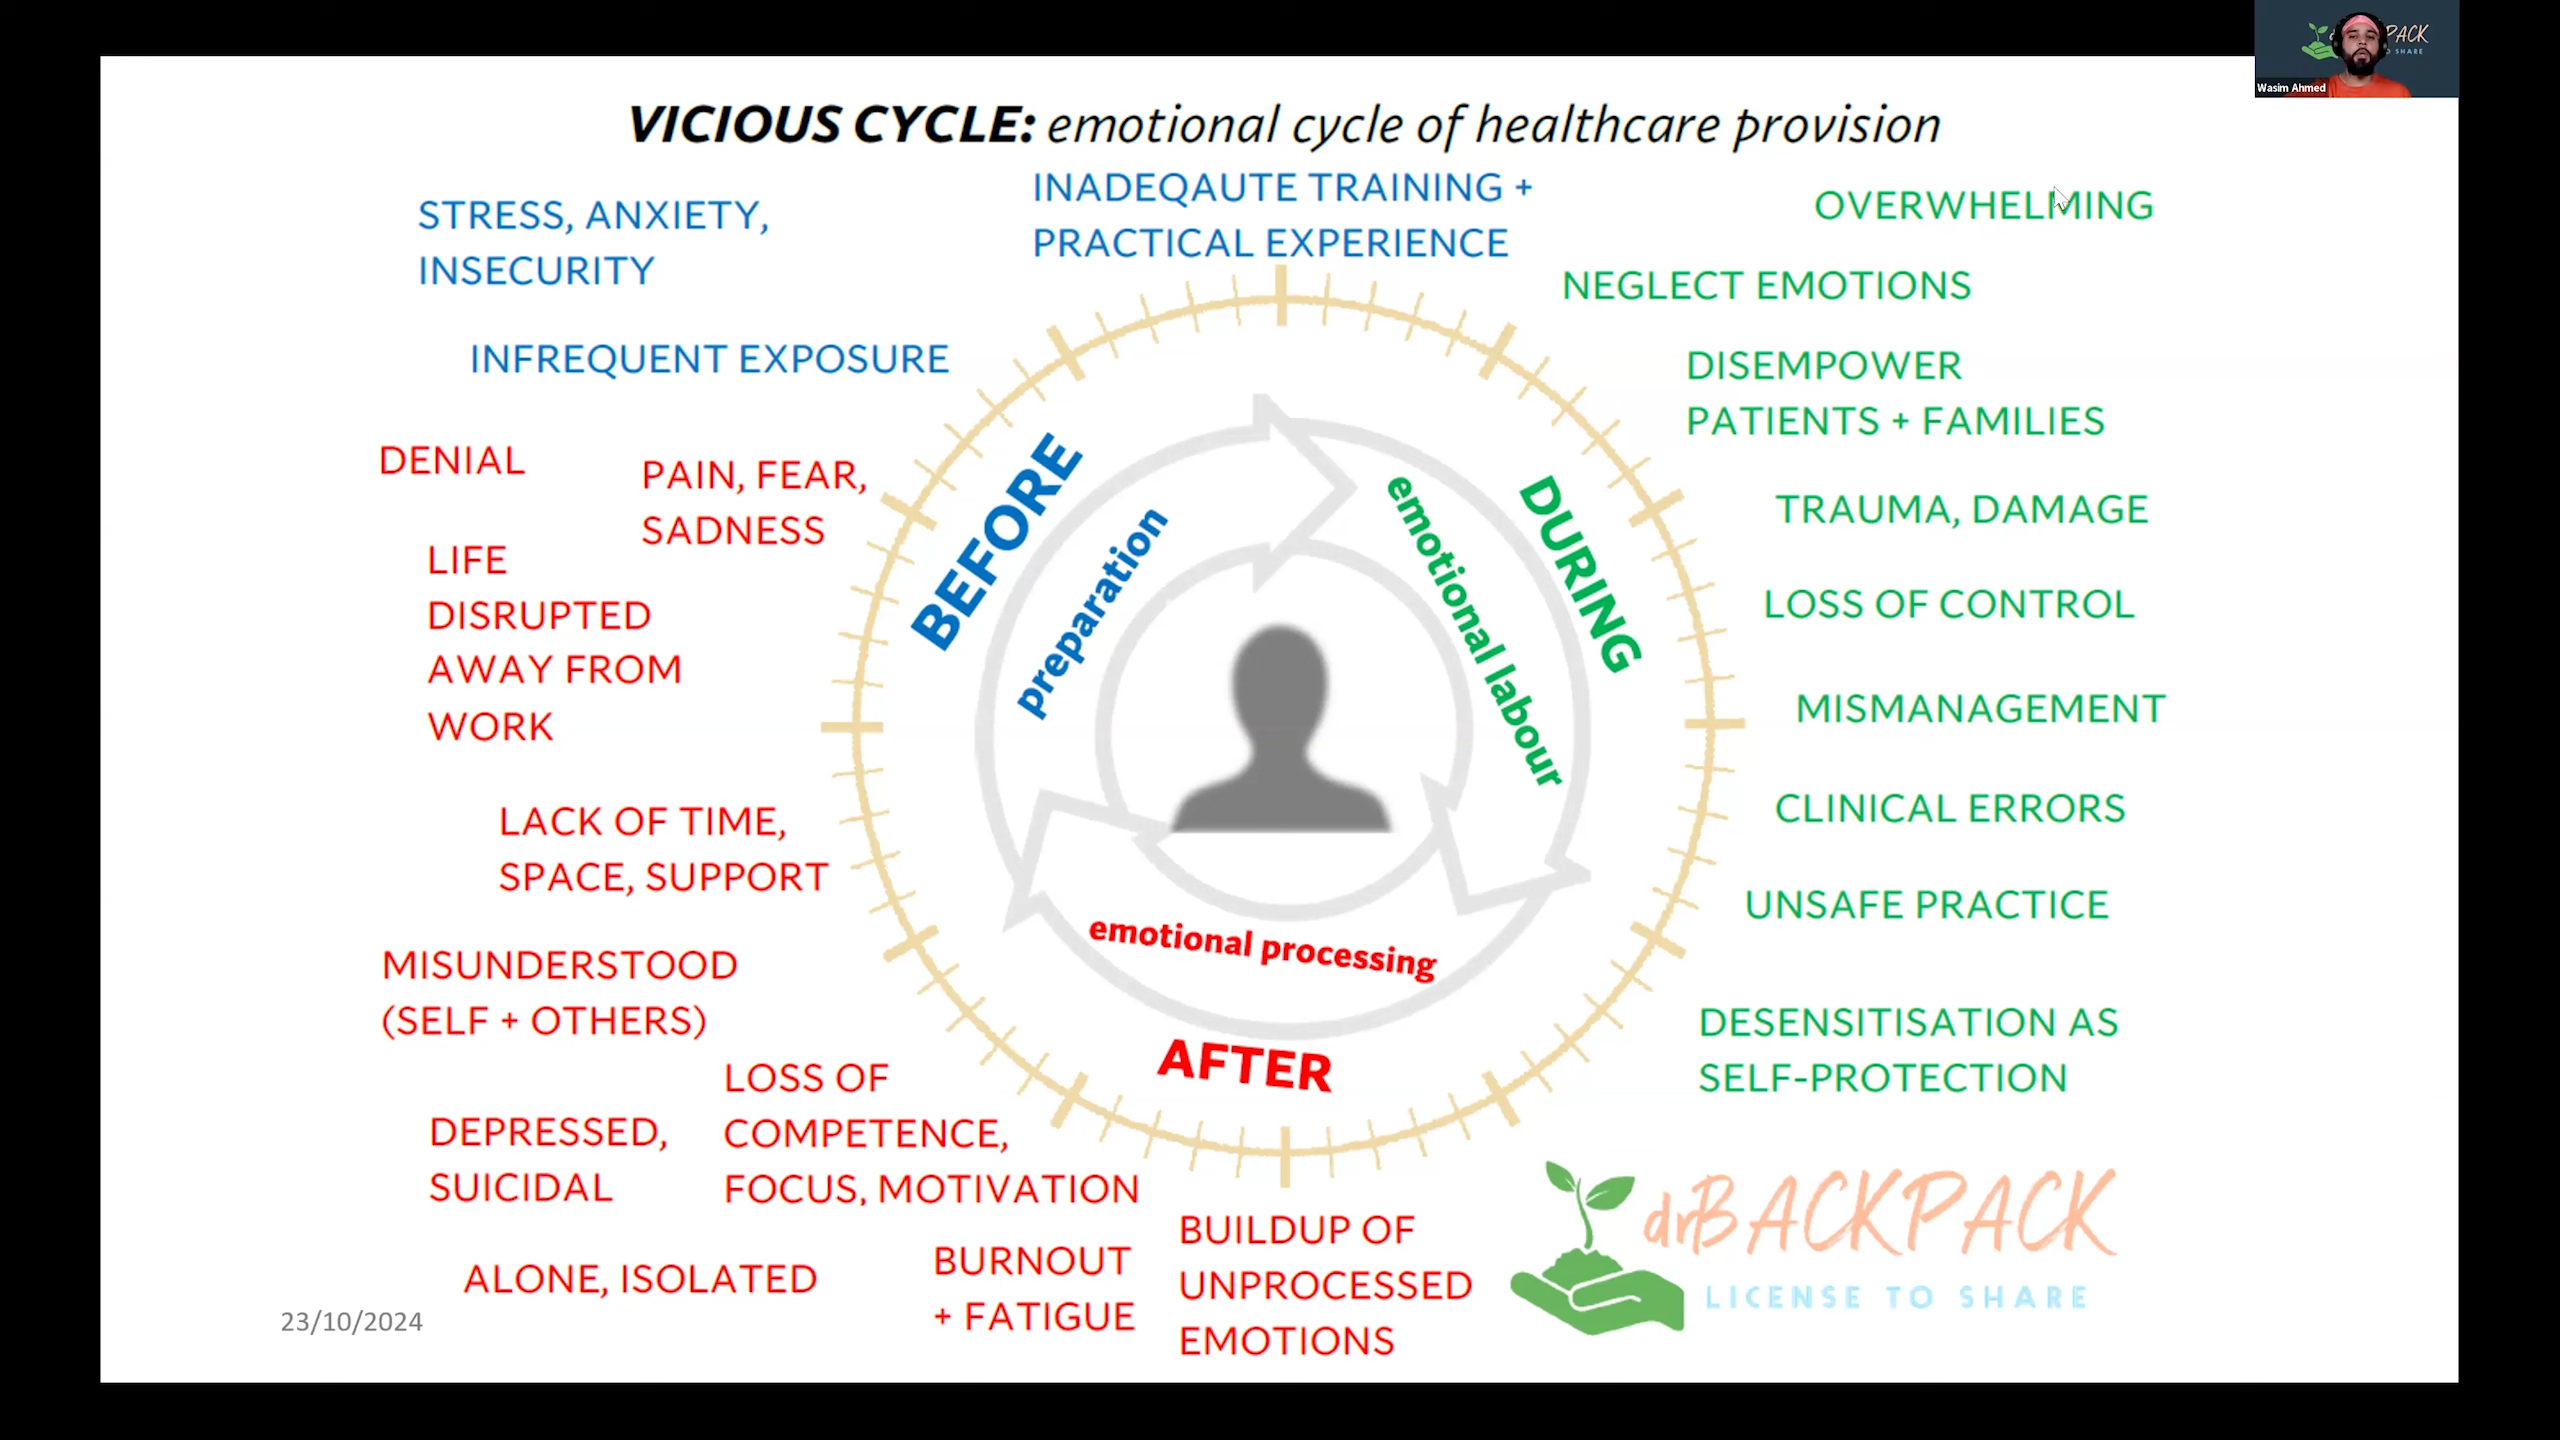 VICIOUS CYCLE: emotional cycle of healthcare provision
STRESS, ANXIETY,
INSECURITY
INFREQUENT EXPOSURE
INADEQAUTE TRAINING +
PRACTICAL EXPERIENCE
OVERWHELMING
NEGLECT EMOTIONS
DISEMPOWER
PATIENTS + FAMILIES
TRAUMA, DAMAGE
LOSS OF CONTROL
MISMANAGEMENT
CLINICAL ERRORS
UNSAFE PRACTICE
DESENSITISATION AS
SELF-PROTECTION
BEFORE
preparation
DURING
emotional labour
AFTER
emotional processing
DENIAL
PAIN, FEAR,
SADNESS
LIFE
DISRUPTED
AWAY FROM
WORK
LACK OF TIME,
SPACE, SUPPORT
MISUNDERSTOOD
(SELF + OTHERS)
LOSS OF
COMPETENCE,
FOCUS, MOTIVATION
DEPRESSED,
SUICIDAL
ALONE, ISOLATED
BURNOUT
+ FATIGUE
BUILDUP OF
UNPROCESSED
EMOTIONS
23/10/2024
drBACKPACK
LICENSE TO SHARE
PACK
SHARE
Wasim Ahmed